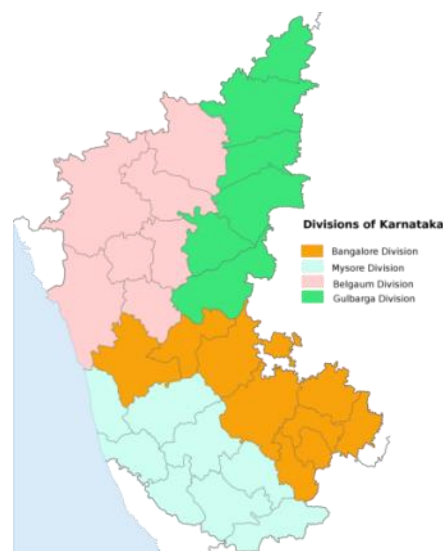 Divisions of Karnataka
Bangalore Division
Mysore Division
Belgaum Division
Gulbarga Division